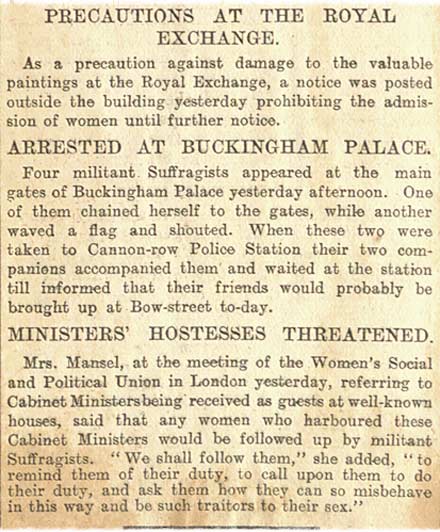 PRECAUTIONS AT THE ROYAL
EXCHANGE.
As a precaution against damage to the valuable
paintings at the Royal Exchange, a notice was posted
outside the building yesterday prohibiting the admis-
sion of women until further notice.
ARRESTED AT BUCKINGHAM PALACE.
Four militant Suffragists appeared at the main
gates of Buckingham Palace yesterday afternoon. One
of them chained herself to the gates, while another
waved a flag and shouted. When these two were
taken to Cannon-row Police Station their two com-
panions accompanied them and waited at the station
till informed that their friends would probably be
brought up at Bow-street to-day.
MINISTERS' HOSTESSES THREATENED.
Mrs. Mansel, at the meeting of the Women's Social
and Political Union in London yesterday, referring to
Cabinet Ministers being received as guests at well-known
houses, said that any women who harboured these
Cabinet Ministers would be followed up by militant
Suffragists. "We shall follow them," she added, "to
remind them of their duty, to call upon them to do
their duty, and ask them how they can so misbehave
in this way and be such traitors to their sex."